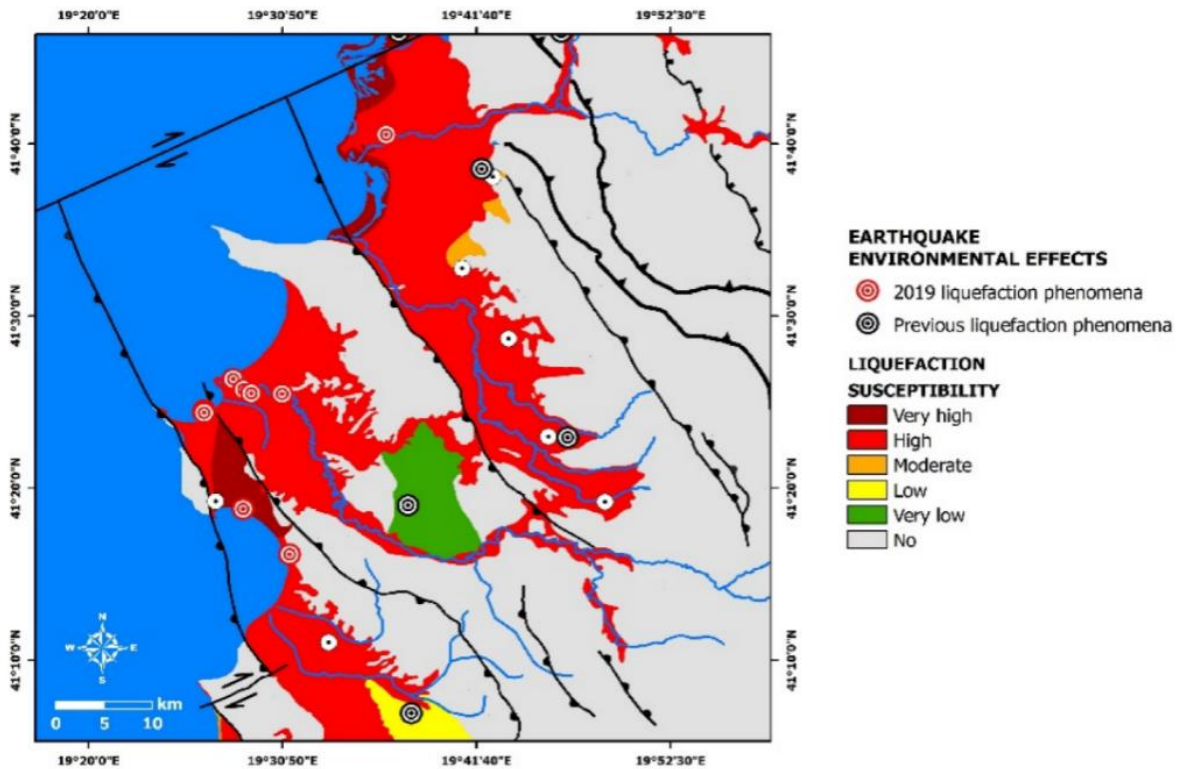 19°20'0"E 19°30'50"E 19°41'40"E 19°52'30"E
41°40'0"N 41°40'0"N
41°30'0"N 41°30'0"N
41°20'0"N 41°20'0"N
41°10'0"N 41°10'0"N
N
W E
S
km
0 5 10
19°20'0"E 19°30'50"E 19°41'40"E 19°52'30"E
EARTHQUAKE
ENVIRONMENTAL EFFECTS
2019 liquefaction phenomena
Previous liquefaction phenomena
LIQUEFACTION
SUSCEPTIBILITY
Very high
High
Moderate
Low
Very low
No